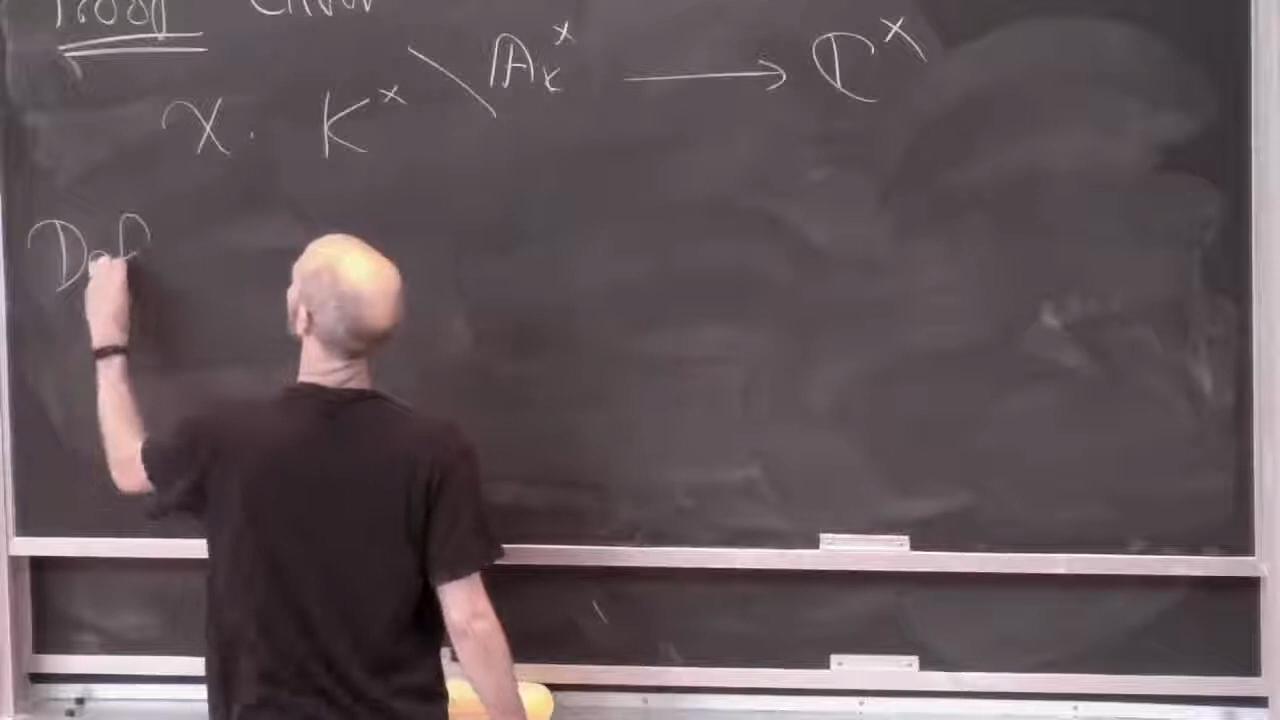 Proof
χ. K^× \ A_K^× ⟶ C^×
Def